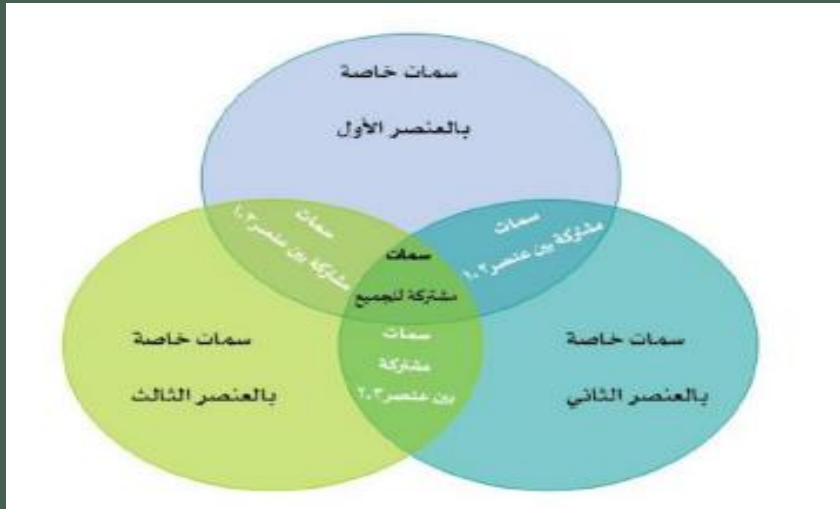 سمات خاصة
بالعنصر الأول
سمات
مشتركة بين عنصر ١،٢
سمات
مشتركة بين عنصر ١،٣
سمات
مشتركة للجميع
سمات خاصة
بالعنصر الثاني
سمات
مشتركة
بين عنصر ٢،٣
سمات خاصة
بالعنصر الثالث